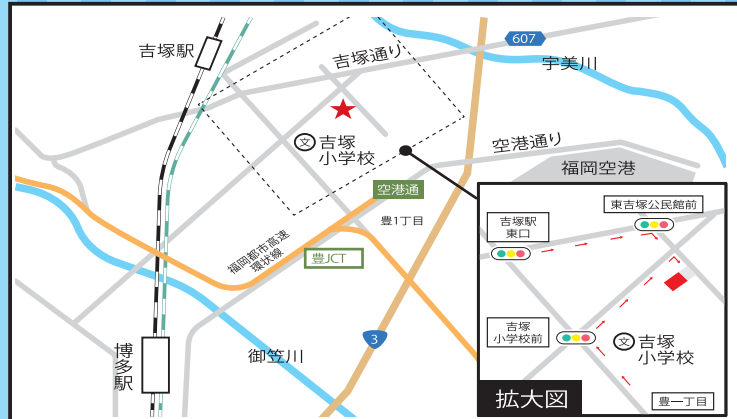 607
吉塚駅
吉塚通り
宇美川
文
吉塚
小学校
空港通り
福岡空港
空港通
豊1丁目
福岡都市高速
環状線
豊JCT
3
博多駅
御笠川
東吉塚公民館前
吉塚駅
東口
吉塚
小学校前
文
吉塚
小学校
豊一丁目
拡大図